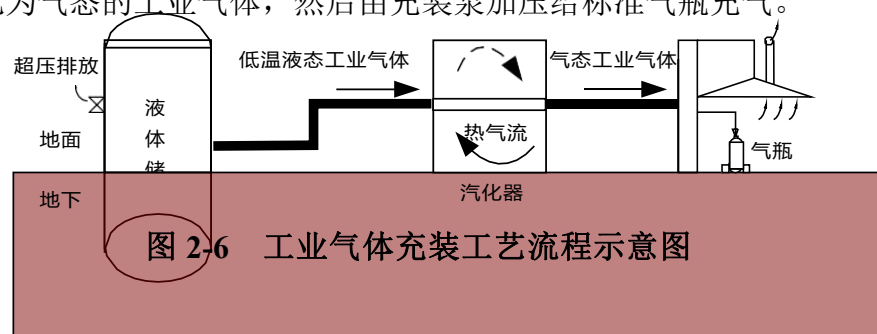 化为气态的工业气体，然后由充装泵加压给标准气瓶充气。
超压排放
低温液态工业气体
气态工业气体
液
体
储
地面
热气流
气瓶
地下
汽化器
图 2-6 工业气体充装工艺流程示意图